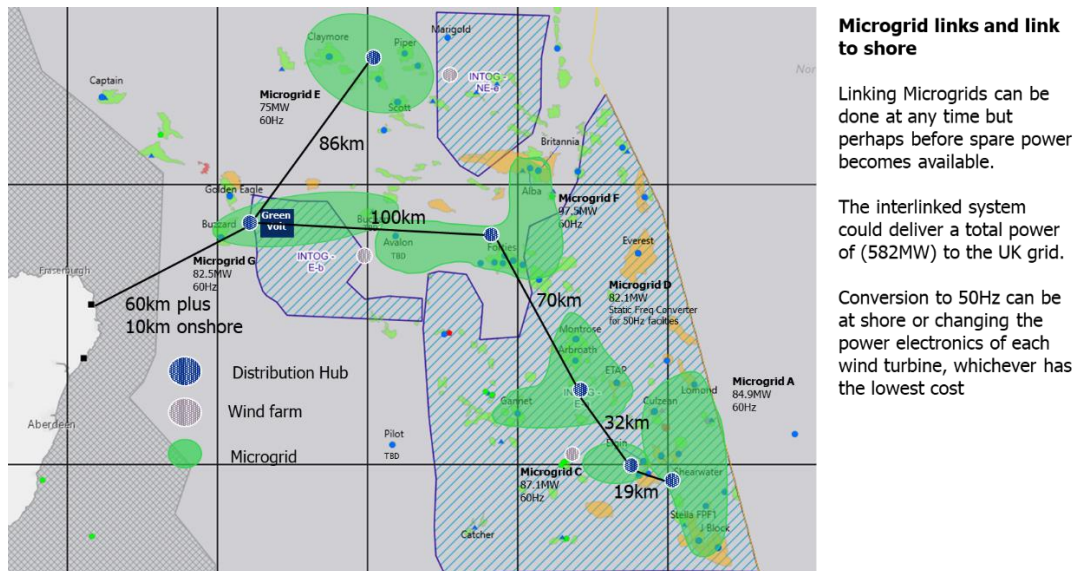 Claymore
Piper
Marigold
Captain
Microgrid E
75MW
60Hz
Scott
INTOG -
NE-e
Nor
86km
Britannia
Golden Eagle
Alba
Buzzard
Green
Volt
100km
Microgrid F
97.5MW
60Hz
Avalon
TBD
Forties
Everest
INTOG -
E-b
Microgrid G
82.5MW
60Hz
Fraserburgh
60km plus
10km onshore
70km
Microgrid D
82.1MW
Static Freq Converter
for 50Hz facilties
Montrose
Arbroath
ETAP
Lomond
Microgrid A
84.9MW
60Hz
Distribution Hub
Gannet
INTOG -
Culzean
32km
Wind farm
Aberdeen
Pilot
TBD
Elgin
Microgrid
Microgrid C
87.1MW
60Hz
Shearwater
19km
Stella FPF1
J Block
Catcher
Microgrid links and link
to shore
Linking Microgrids can be
done at any time but
perhaps before spare power
becomes available.
The interlinked system
could deliver a total power
of (582MW) to the UK grid.
Conversion to 50Hz can be
at shore or changing the
power electronics of each
wind turbine, whichever has
the lowest cost